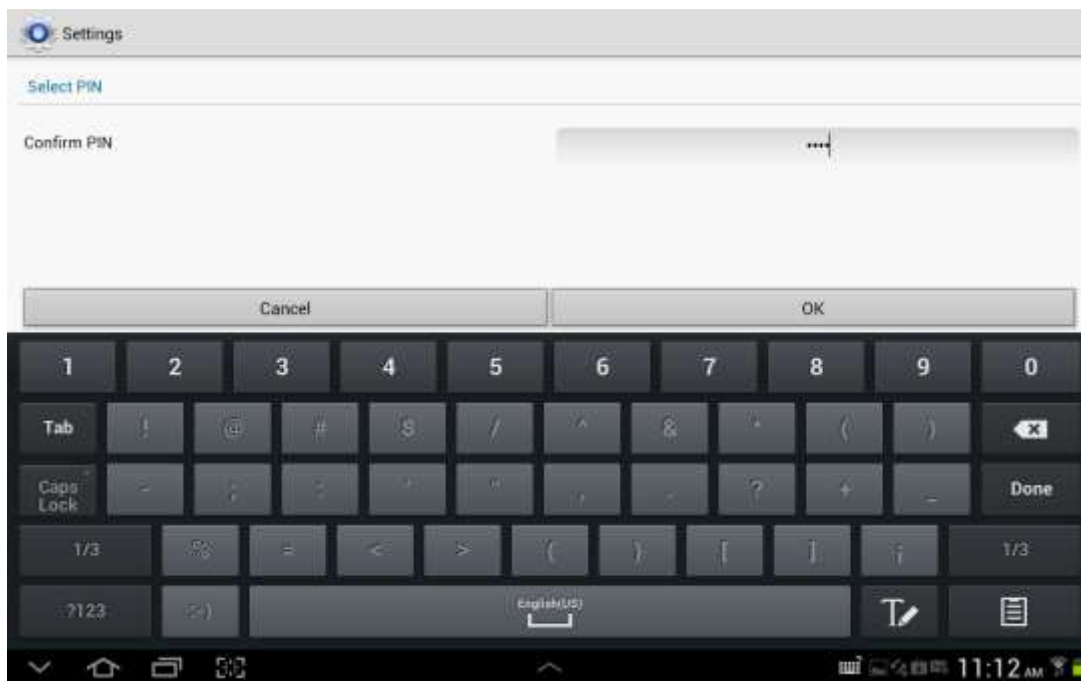 Settings
Select PIN
Confirm PIN
••••
Cancel OK
1 2 3 4 5 6 7 8 9 0
Tab ! @ # $ / ^ & * ( )
Caps Lock - ; : ' " , . ? + _ Done
1/3 % = < > { } [ ] 1/3
?123 :-) English(US)
11:12 AM